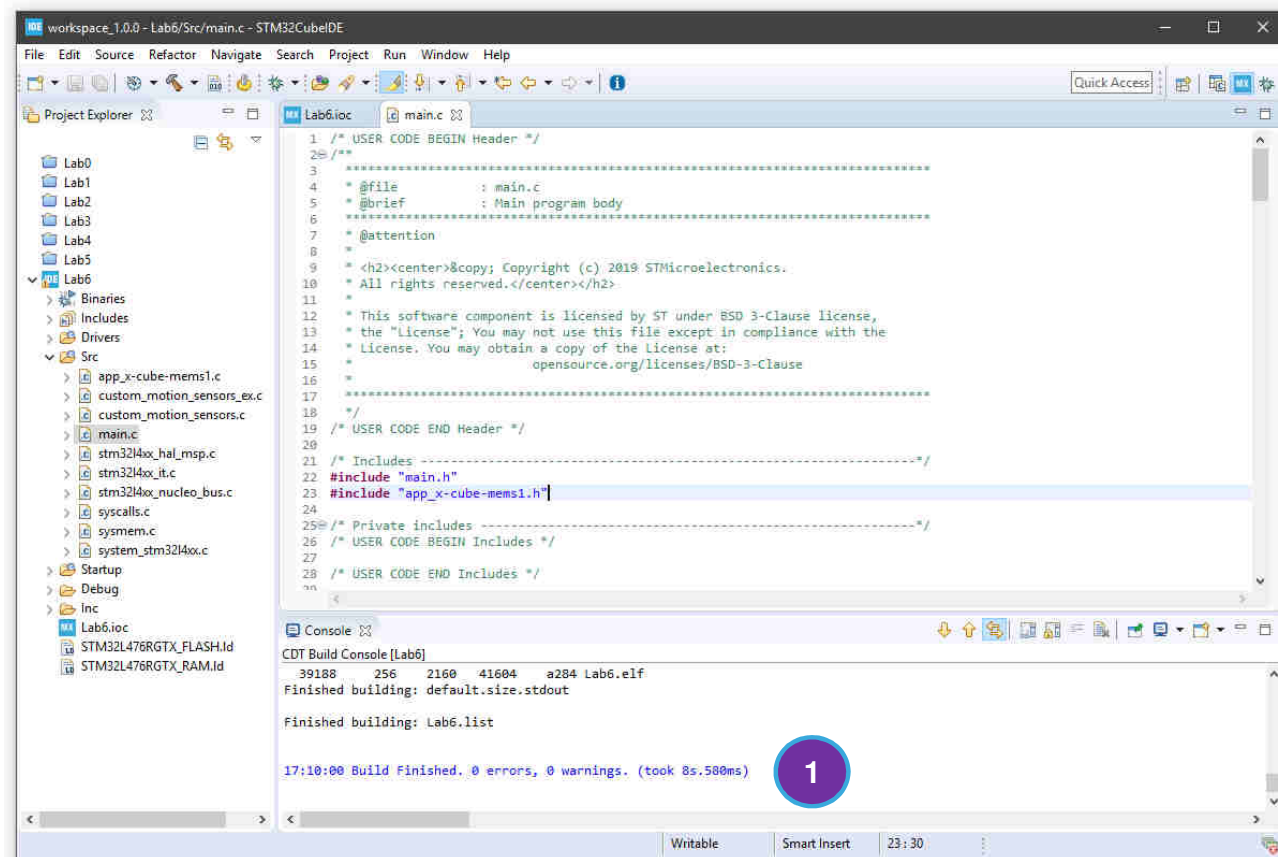 IDE workspace_1.0.0 - Lab6/Src/main.c - STM32CubeIDE
File Edit Source Refactor Navigate Search Project Run Window Help
Quick Access
Project Explorer
Lab0
Lab1
Lab2
Lab3
Lab4
Lab5
IDE Lab6
Binaries
Includes
Drivers
Src
app_x-cube-mems1.c
custom_motion_sensors_ex.c
custom_motion_sensors.c
main.c
stm32l4xx_hal_msp.c
stm32l4xx_it.c
stm32l4xx_nucleo_bus.c
syscalls.c
sysmem.c
system_stm32l4xx.c
Startup
Debug
Inc
MX Lab6.ioc
STM32L476RGTX_FLASH.ld
STM32L476RGTX_RAM.ld
MX Lab6.ioc main.c
1 /* USER CODE BEGIN Header */
2 /**
3 ******************************************************************************
4 * @file : main.c
5 * @brief : Main program body
6 ******************************************************************************
7 * @attention
8 *
9 * <h2><center>&copy; Copyright (c) 2019 STMicroelectronics.
10 * All rights reserved.</center></h2>
11 *
12 * This software component is licensed by ST under BSD 3-Clause license,
13 * the "License"; You may not use this file except in compliance with the
14 * License. You may obtain a copy of the License at:
15 * opensource.org/licenses/BSD-3-Clause
16 *
17 ******************************************************************************
18 */
19 /* USER CODE END Header */
20
21 /* Includes ------------------------------------------------------------------*/
22 #include "main.h"
23 #include "app_x-cube-mems1.h"
24
25 /* Private includes ----------------------------------------------------------*/
26 /* USER CODE BEGIN Includes */
27
28 /* USER CODE END Includes */
29
Console
CDT Build Console [Lab6]
39188 256 2160 41604 a284 Lab6.elf
Finished building: default.size.stdout
Finished building: Lab6.list
17:10:00 Build Finished. 0 errors, 0 warnings. (took 8s.580ms)
1
Writable Smart Insert 23 : 30